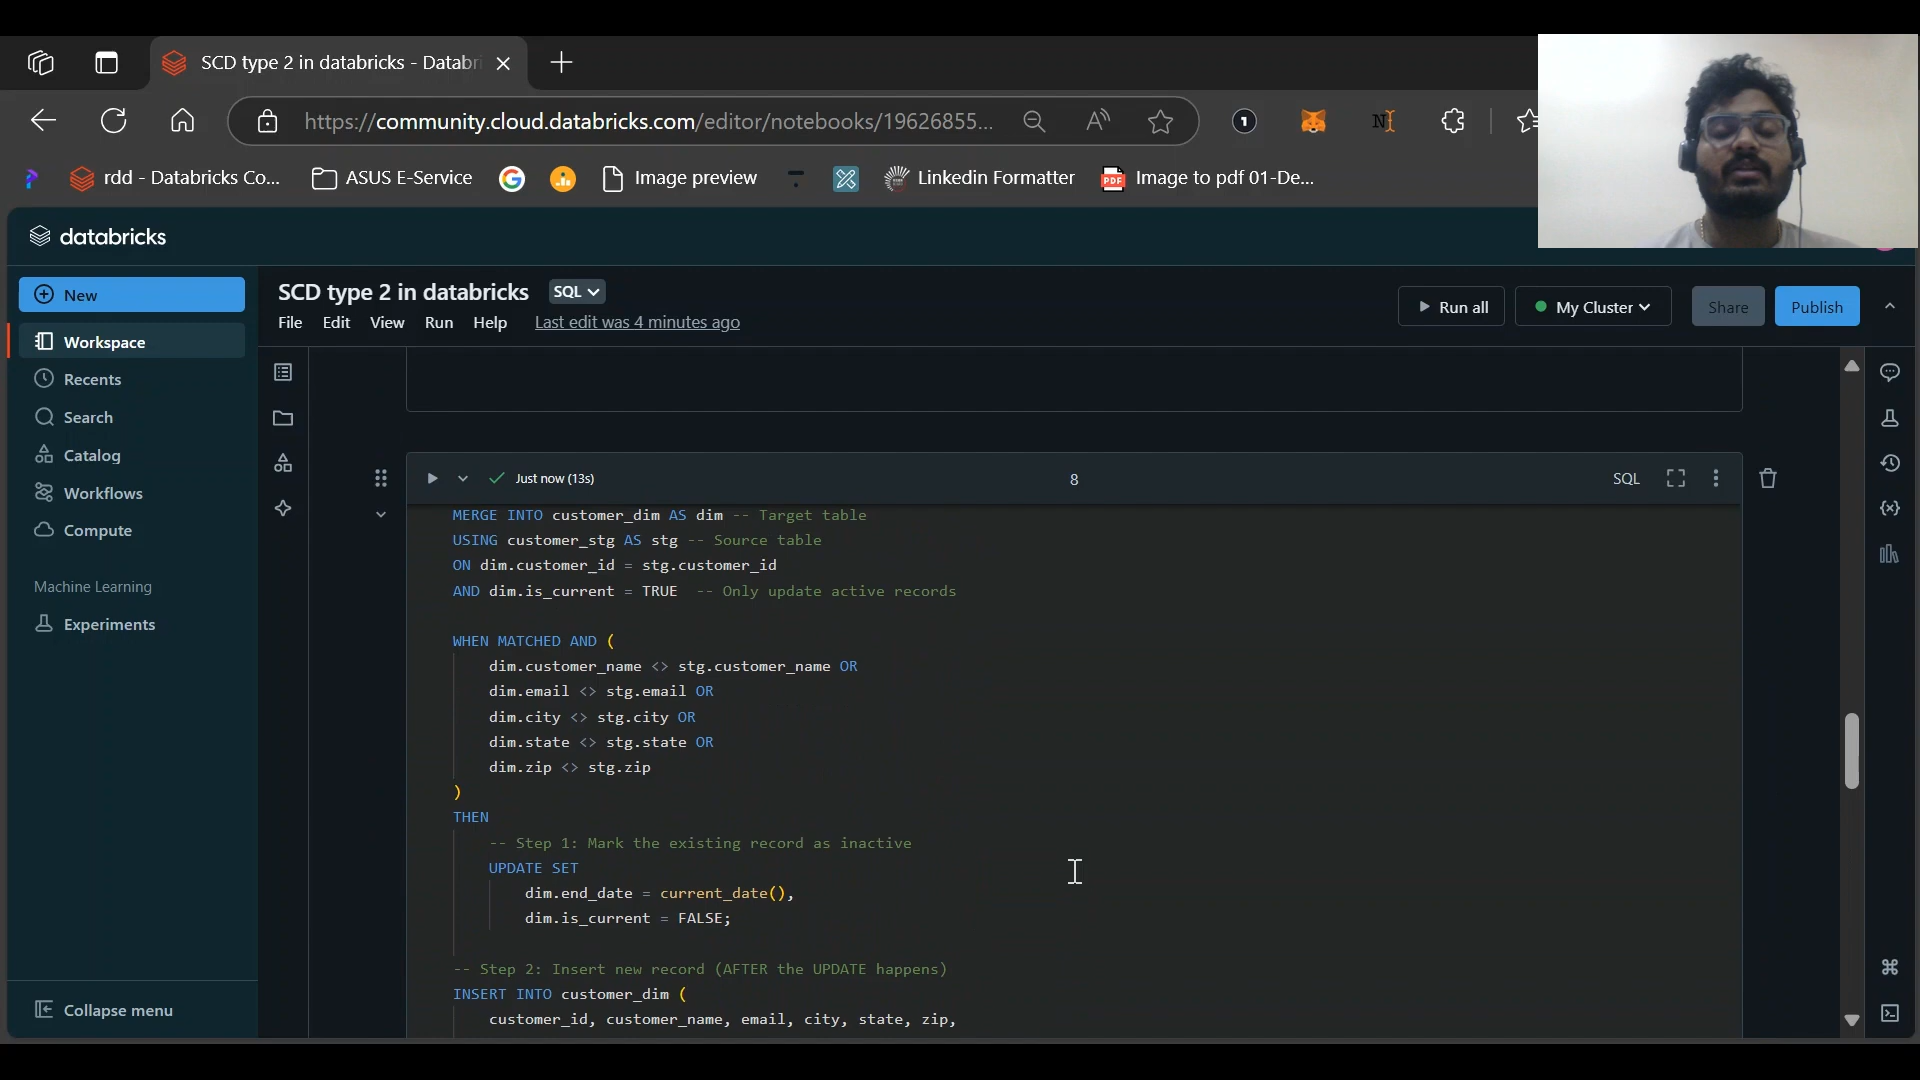 SCD type 2 in databricks - Databri
https://community.cloud.databricks.com/editor/notebooks/19626855...
rdd - Databricks Co...
ASUS E-Service
Image preview
Linkedin Formatter
PDF
Image to pdf 01-De...
databricks
New
Workspace
Recents
Search
Catalog
Workflows
Compute
Machine Learning
Experiments
Collapse menu
SCD type 2 in databricks
SQL
File Edit View Run Help Last edit was 4 minutes ago
Run all
My Cluster
Share
Publish
Just now (13s)
8
SQL
MERGE INTO customer_dim AS dim -- Target table
USING customer_stg AS stg -- Source table
ON dim.customer_id = stg.customer_id
AND dim.is_current = TRUE -- Only update active records
WHEN MATCHED AND (
dim.customer_name <> stg.customer_name OR
dim.email <> stg.email OR
dim.city <> stg.city OR
dim.state <> stg.state OR
dim.zip <> stg.zip
)
THEN
-- Step 1: Mark the existing record as inactive
UPDATE SET
dim.end_date = current_date(),
dim.is_current = FALSE;
-- Step 2: Insert new record (AFTER the UPDATE happens)
INSERT INTO customer_dim (
customer_id, customer_name, email, city, state, zip,